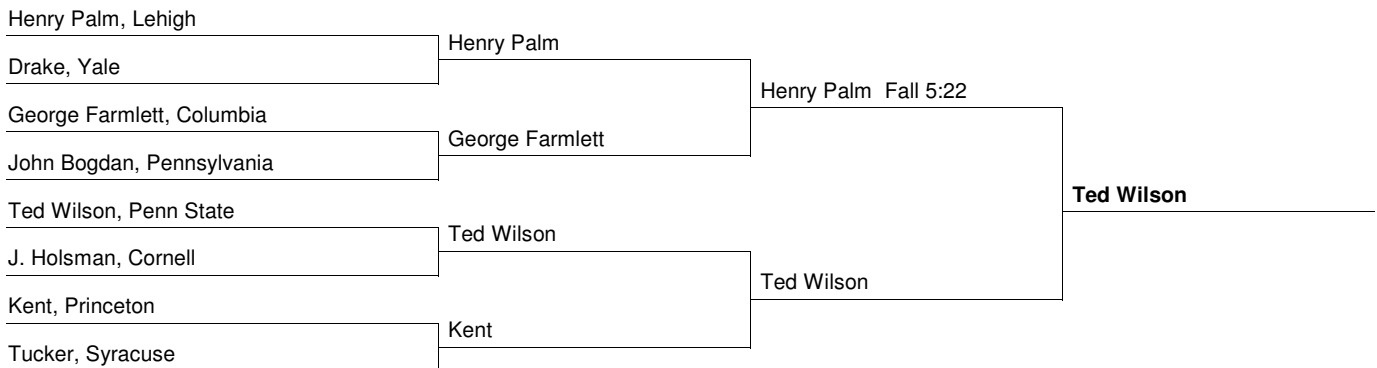 Henry Palm, Lehigh
Henry Palm
Drake, Yale
Henry Palm  Fall 5:22
George Farmlett, Columbia
George Farmlett
John Bogdan, Pennsylvania
Ted Wilson
Ted Wilson, Penn State
Ted Wilson
J. Holsman, Cornell
Ted Wilson
Kent, Princeton
Kent
Tucker, Syracuse